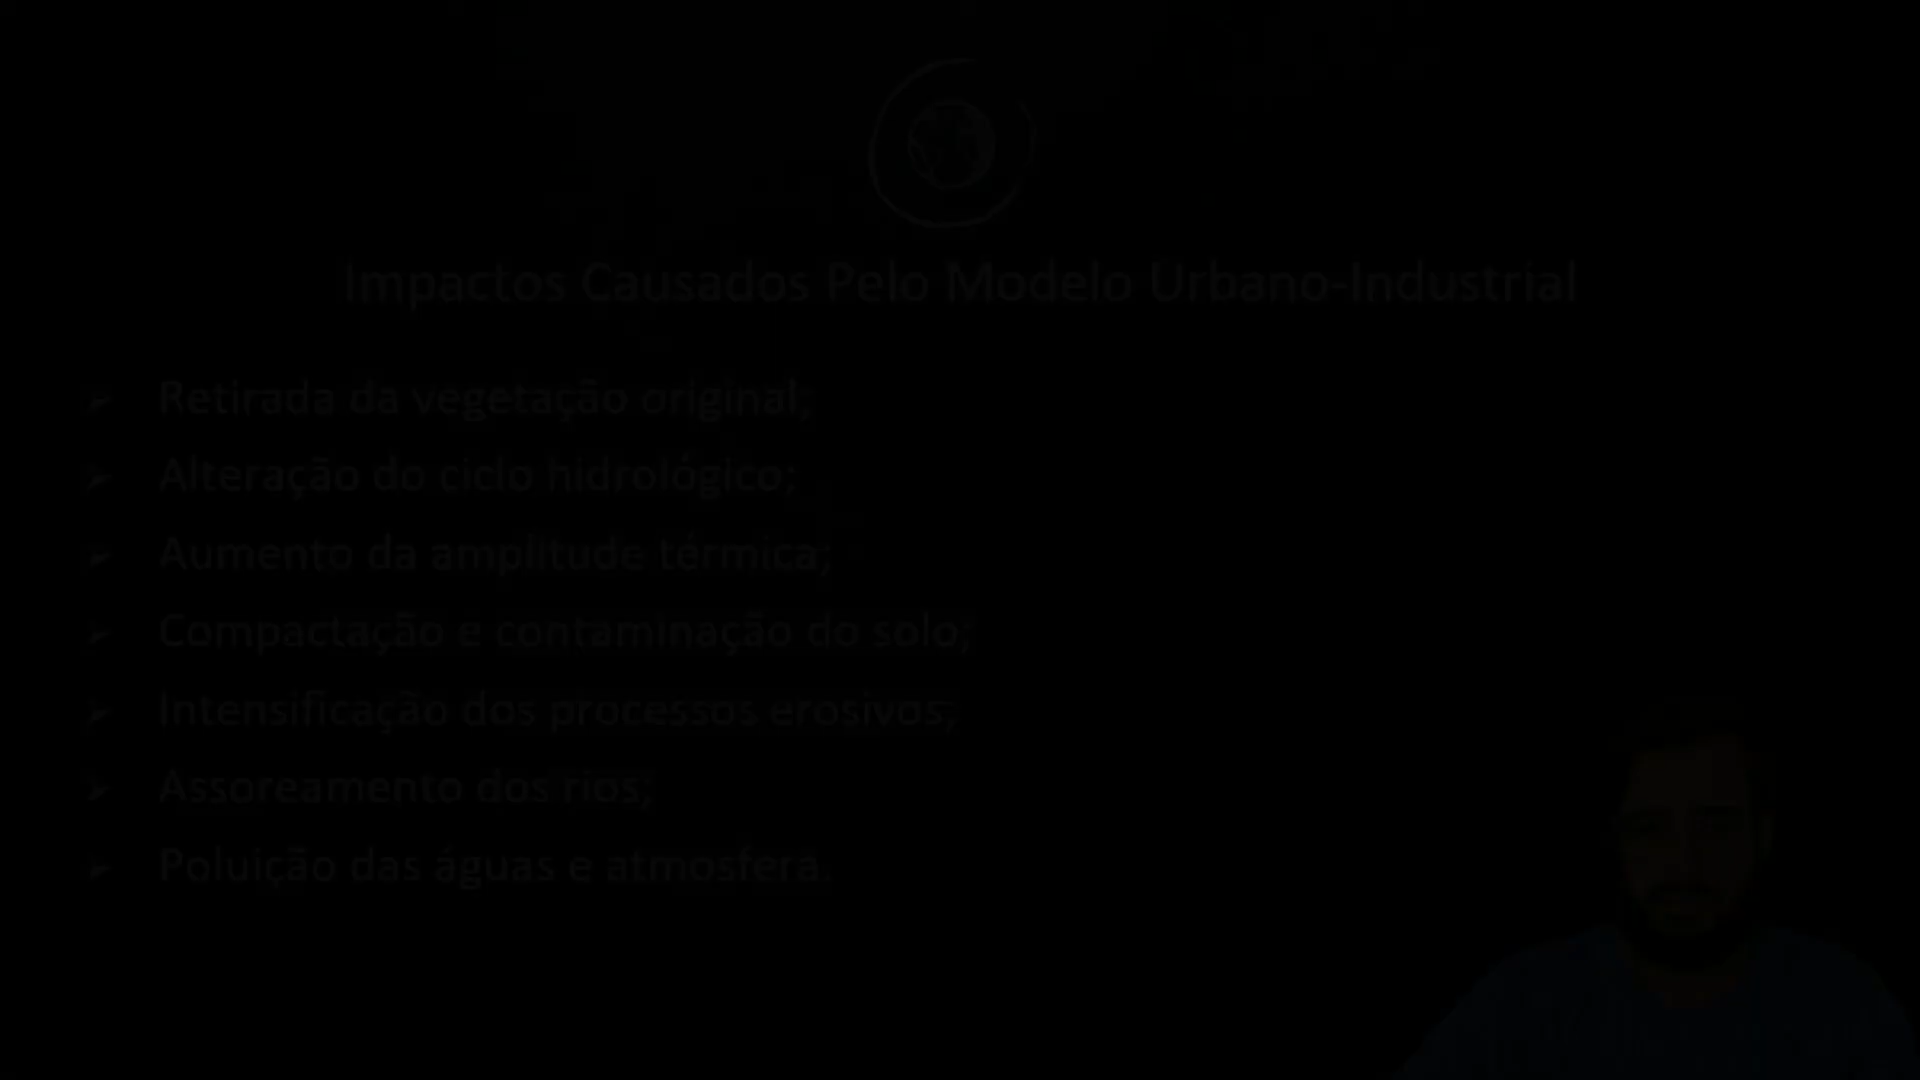 Impactos Causados Pelo Modelo Urbano-Industrial
➢ Retirada da vegetação original;
➢ Alteração do ciclo hidrológico;
➢ Aumento da amplitude térmica;
➢ Compactação e contaminação do solo;
➢ Intensificação dos processos erosivos;
➢ Assoreamento dos rios;
➢ Poluição das águas e atmosfera.